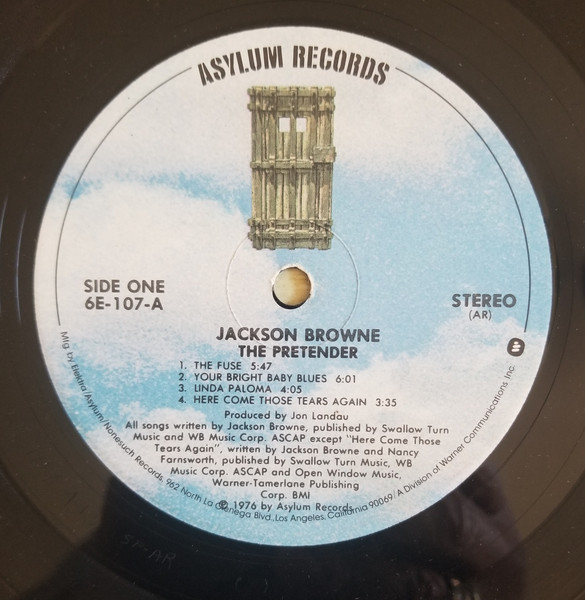 ASYLUM RECORDS
SIDE ONE
6E-107-A
STEREO
(AR)
JACKSON BROWNE
THE PRETENDER
1. THE FUSE 5:47
2. YOUR BRIGHT BABY BLUES 6:01
3. LINDA PALOMA 4:05
4. HERE COME THOSE TEARS AGAIN 3:35
Produced by Jon Landau
All songs written by Jackson Browne, published by Swallow Turn
Music and WB Music Corp. ASCAP except "Here Come Those
Tears Again", written by Jackson Browne and Nancy
Farnsworth, published by Swallow Turn Music, WB
Music Corp. ASCAP and Open Window Music,
Warner-Tamerlane Publishing
Corp. BMI
℗ 1976 by Asylum Records
Mfg. by Elektra/Asylum/Nonesuch Records, 962 North La Cienega Blvd., Los Angeles, California 90069/A Division of Warner Communications Inc.